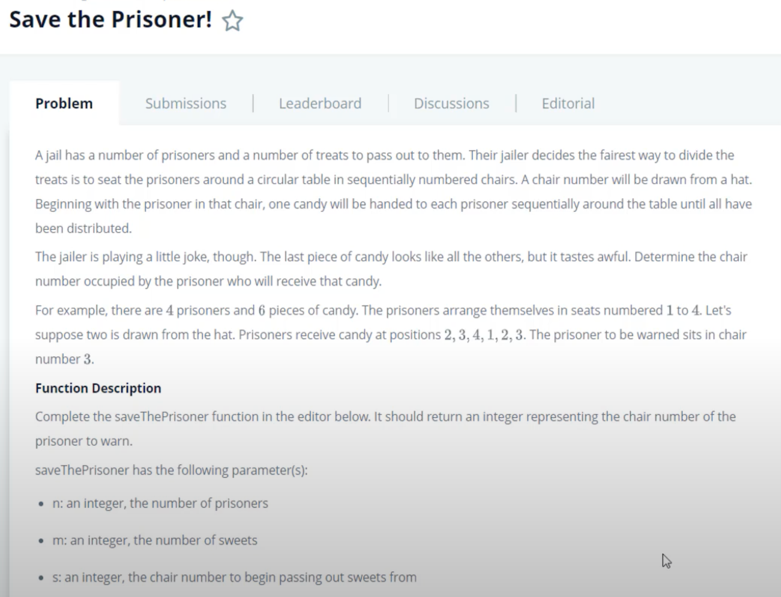 Save the Prisoner!
Problem
Submissions
Leaderboard
Discussions
Editorial
A jail has a number of prisoners and a number of treats to pass out to them. Their jailer decides the fairest way to divide the
treats is to seat the prisoners around a circular table in sequentially numbered chairs. A chair number will be drawn from a hat.
Beginning with the prisoner in that chair, one candy will be handed to each prisoner sequentially around the table until all have
been distributed.
The jailer is playing a little joke, though. The last piece of candy looks like all the others, but it tastes awful. Determine the chair
number occupied by the prisoner who will receive that candy.
For example, there are 4 prisoners and 6 pieces of candy. The prisoners arrange themselves in seats numbered 1 to 4. Let's
suppose two is drawn from the hat. Prisoners receive candy at positions 2, 3, 4, 1, 2, 3. The prisoner to be warned sits in chair
number 3.
Function Description
Complete the saveThePrisoner function in the editor below. It should return an integer representing the chair number of the
prisoner to warn.
saveThePrisoner has the following parameter(s):
• n: an integer, the number of prisoners
• m: an integer, the number of sweets
• s: an integer, the chair number to begin passing out sweets from